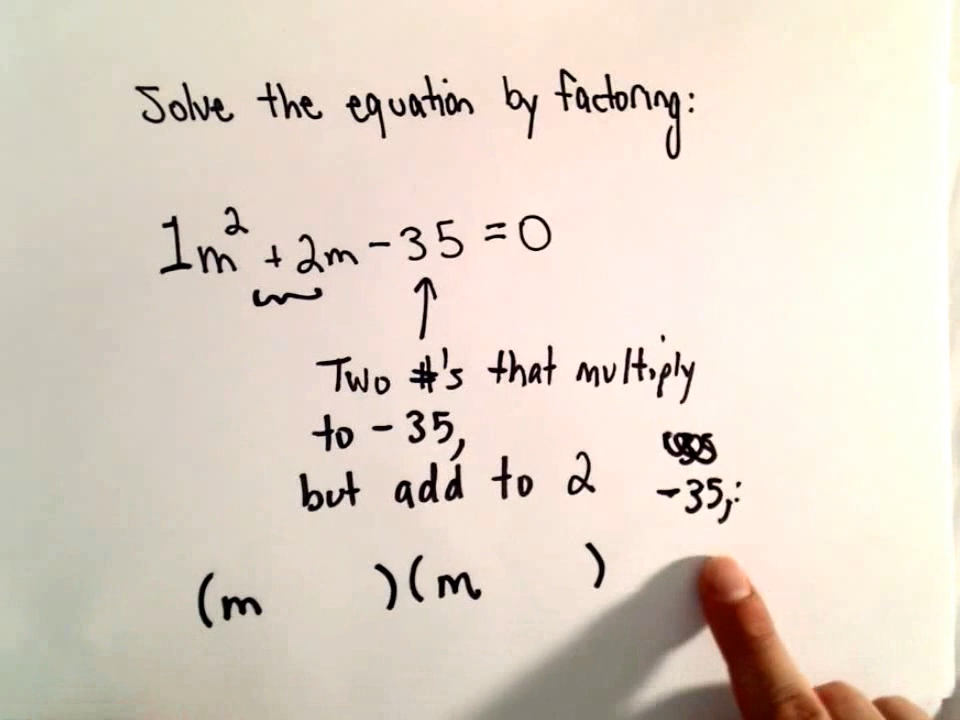 Solve the equation by factoring:
1m² + 2m - 35 = 0
Two #'s that multiply
to - 35,
but add to 2
-35,:
(m )(m )